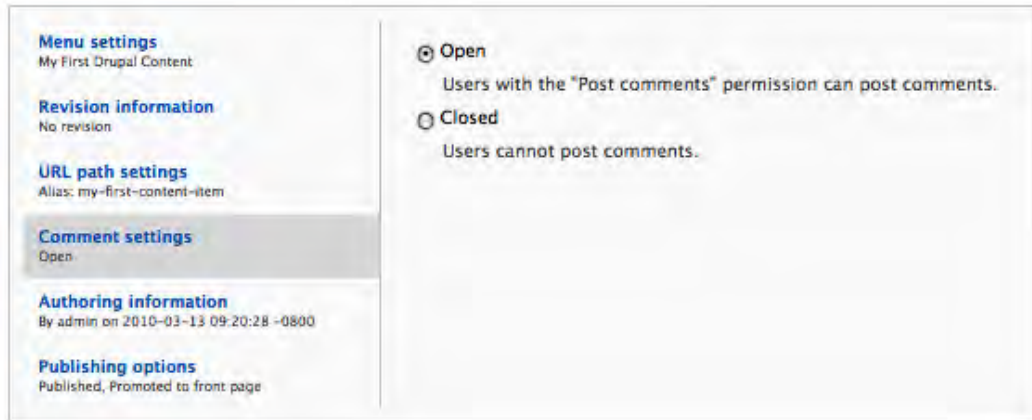 Menu settings
My First Drupal Content
Revision information
No revision
URL path settings
Alias: my-first-content-item
Comment settings
Open
Authoring information
By admin on 2010-03-13 09:20:28 -0800
Publishing options
Published, Promoted to front page
Open
Users with the "Post comments" permission can post comments.
Closed
Users cannot post comments.